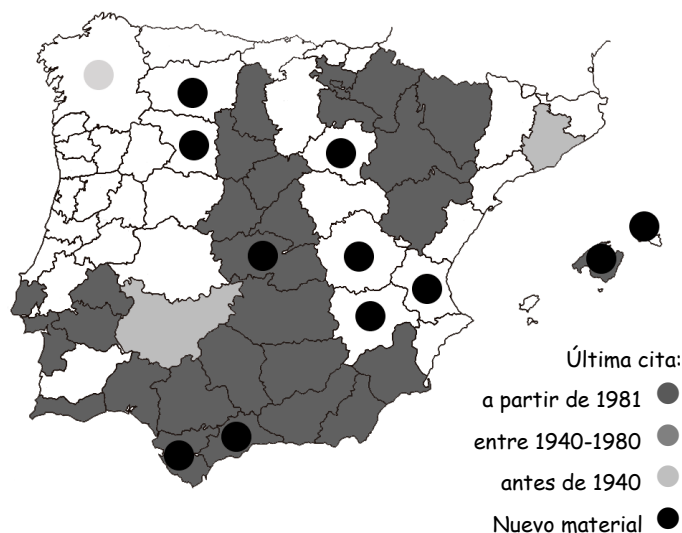 Última cita:
a partir de 1981
entre 1940-1980
antes de 1940
Nuevo material